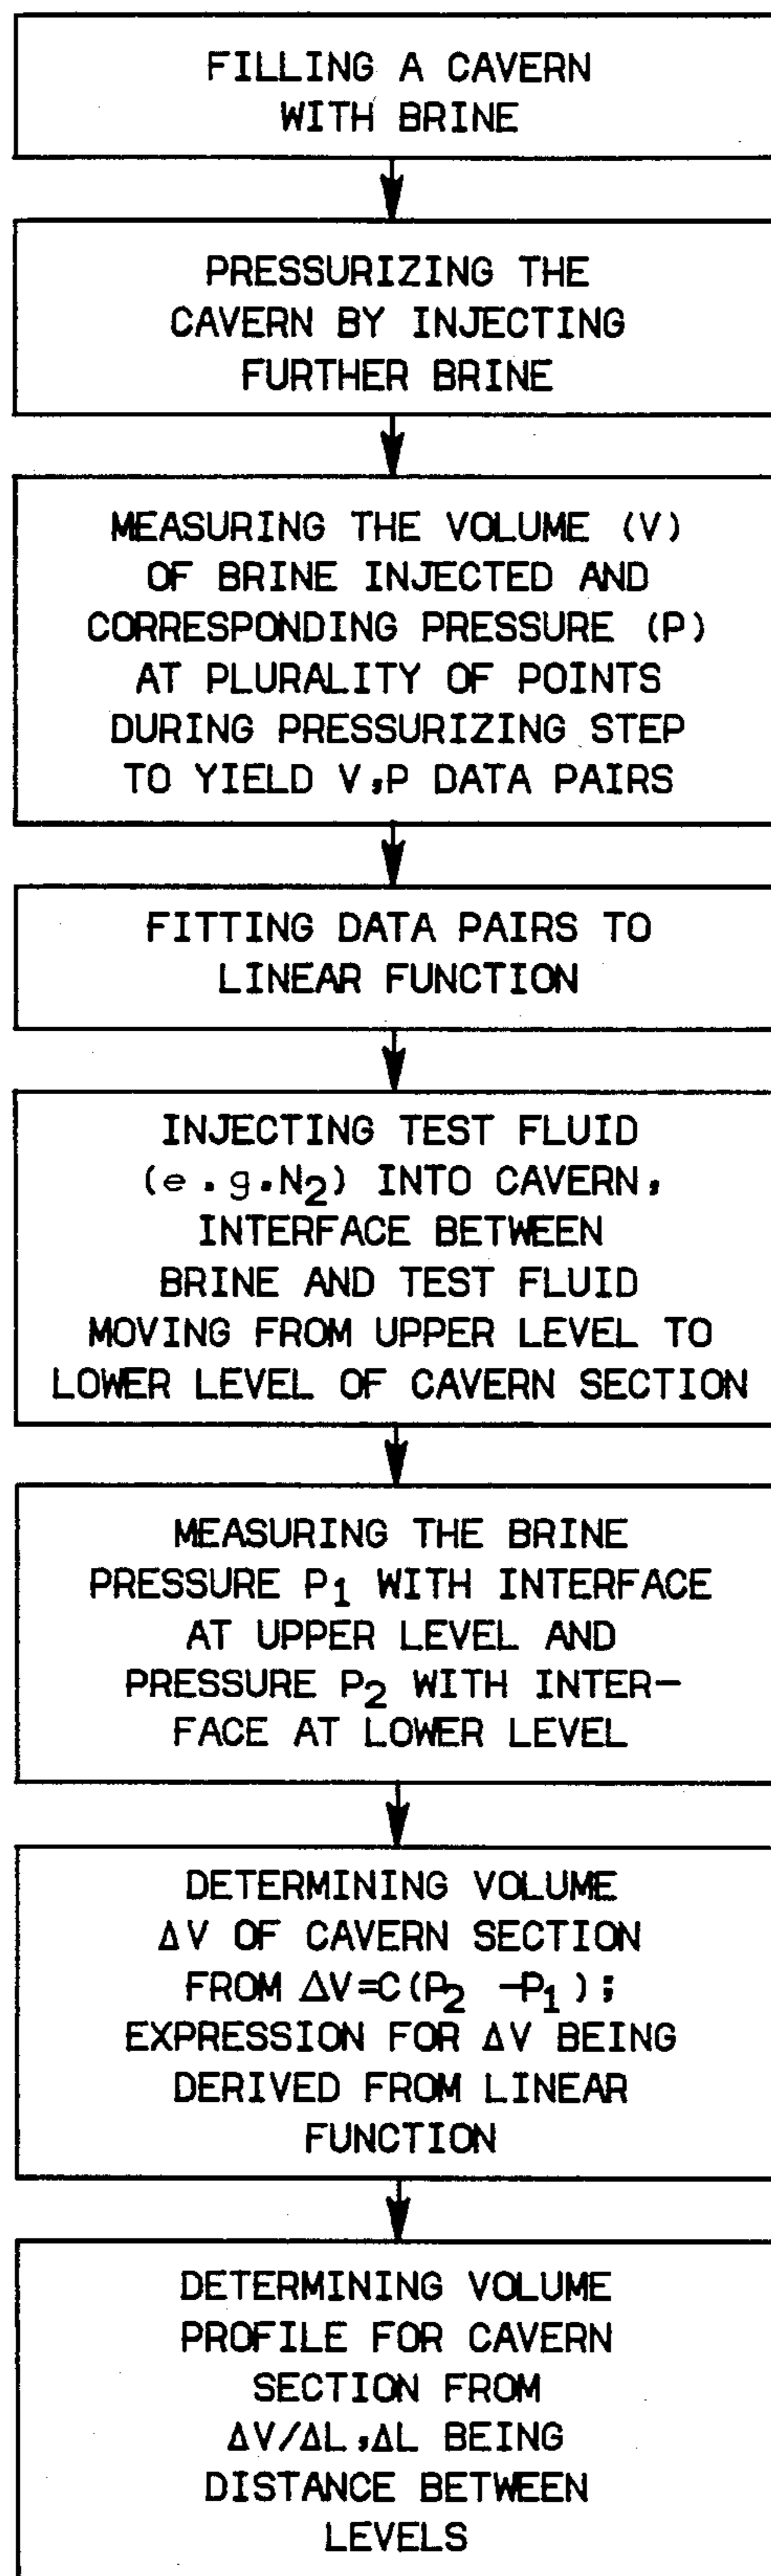 FILLING A CAVERN
WITH BRINE
PRESSURIZING THE
CAVERN BY INJECTING
FURTHER BRINE
MEASURING THE VOLUME (V)
OF BRINE INJECTED AND
CORRESPONDING PRESSURE (P)
AT PLURALITY OF POINTS
DURING PRESSURIZING STEP
TO YIELD V,P DATA PAIRS
FITTING DATA PAIRS TO
LINEAR FUNCTION
INJECTING TEST FLUID
(e.g.N₂) INTO CAVERN,
INTERFACE BETWEEN
BRINE AND TEST FLUID
MOVING FROM UPPER LEVEL TO
LOWER LEVEL OF CAVERN SECTION
MEASURING THE BRINE
PRESSURE P₁ WITH INTERFACE
AT UPPER LEVEL AND
PRESSURE P₂ WITH INTER-
FACE AT LOWER LEVEL
DETERMINING VOLUME
ΔV OF CAVERN SECTION
FROM ΔV=C(P₂ -P₁);
EXPRESSION FOR ΔV BEING
DERIVED FROM LINEAR
FUNCTION
DETERMINING VOLUME
PROFILE FOR CAVERN
SECTION FROM
ΔV/ΔL,ΔL BEING
DISTANCE BETWEEN
LEVELS